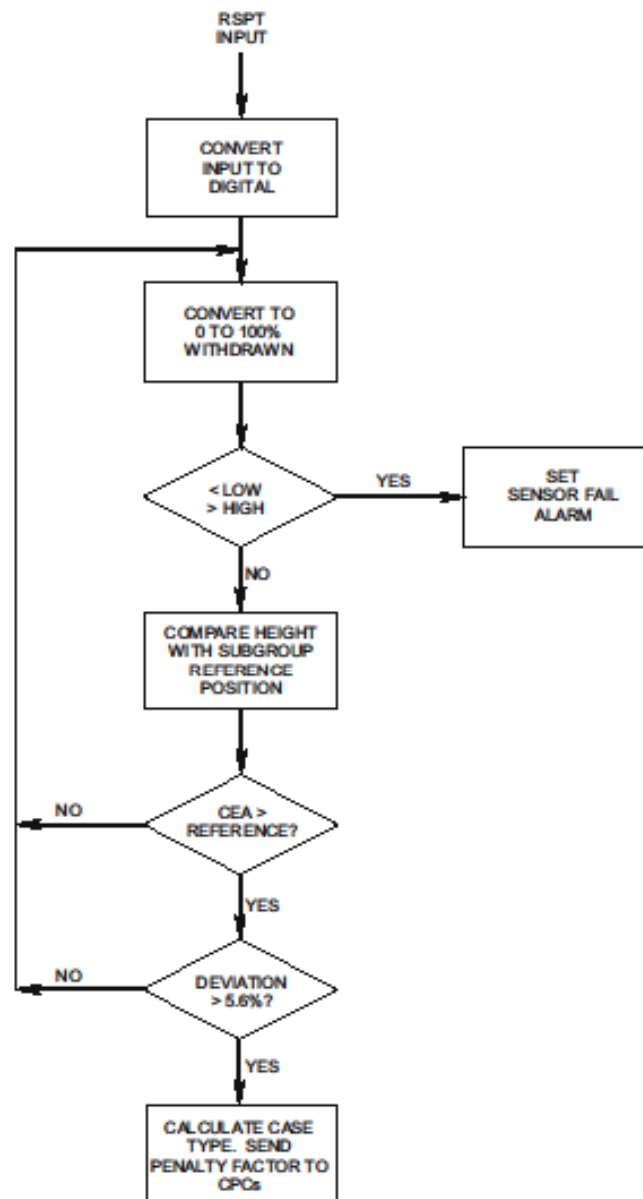 RSPT
INPUT
CONVERT
INPUT TO
DIGITAL
CONVERT TO
0 TO 100%
WITHDRAWN
< LOW
> HIGH
YES
SET
SENSOR FAIL
ALARM
NO
COMPARE HEIGHT
WITH SUBGROUP
REFERENCE
POSITION
NO
CEA >
REFERENCE?
YES
NO
DEVIATION
> 5.6%?
YES
CALCULATE CASE
TYPE. SEND
PENALTY FACTOR TO
CPCs